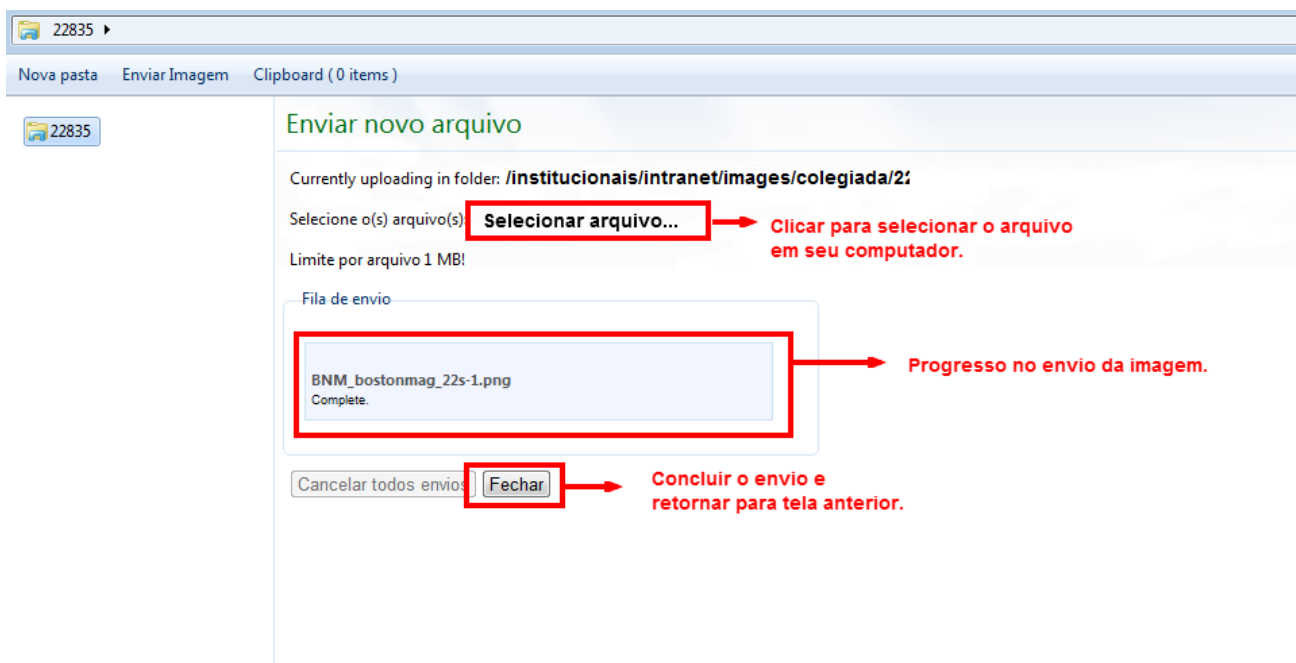 22835
Nova pasta Enviar Imagem Clipboard ( 0 items )
22835
Enviar novo arquivo
Currently uploading in folder: /institucionais/intranet/images/colegiada/22
Selecione o(s) arquivo(s): Selecionar arquivo...
Clicar para selecionar o arquivo
em seu computador.
Limite por arquivo 1 MB!
Fila de envio
BNM_bostonmag_22s-1.png
Complete.
Progresso no envio da imagem.
Cancelar todos envios Fechar
Concluir o envio e
retornar para tela anterior.